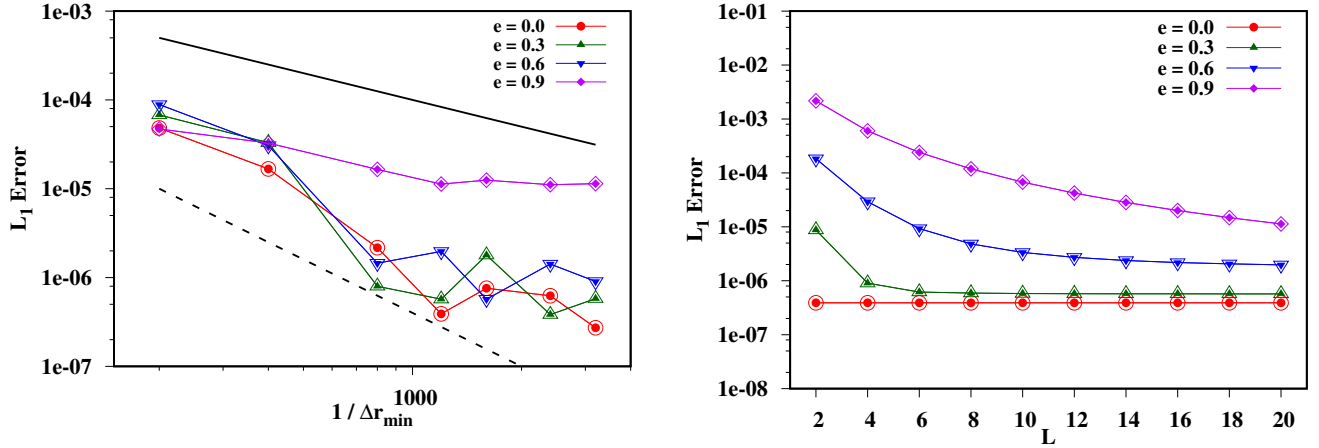 1e-03
1e-04
1e-05
1e-06
1e-07
L1 Error
1000
1 / Δrmin
e = 0.0
e = 0.3
e = 0.6
e = 0.9
1e-01
1e-02
1e-03
1e-04
1e-05
1e-06
1e-07
1e-08
L1 Error
2 4 6 8 10 12 14 16 18 20
L
e = 0.0
e = 0.3
e = 0.6
e = 0.9